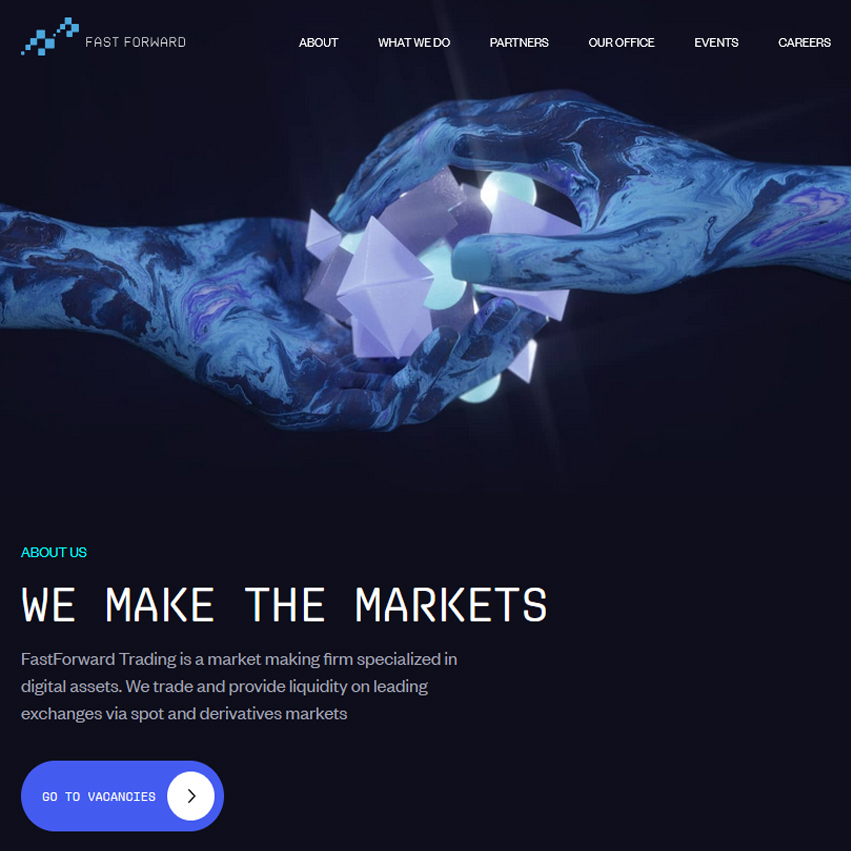 FAST FORWARD
ABOUT
WHAT WE DO
PARTNERS
OUR OFFICE
EVENTS
CAREERS
ABOUT US
WE MAKE THE MARKETS
FastForward Trading is a market making firm specialized in
digital assets. We trade and provide liquidity on leading
exchanges via spot and derivatives markets
GO TO VACANCIES